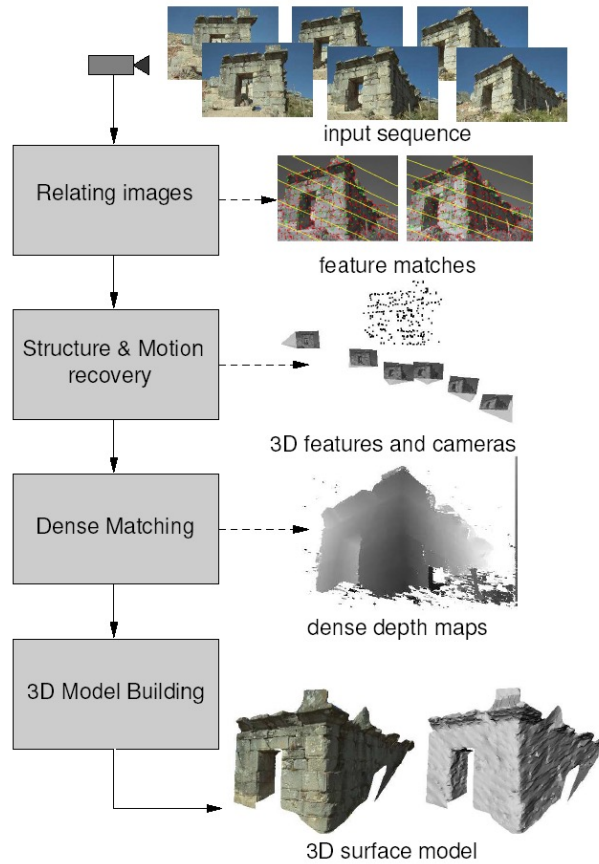 input sequence
Relating images
feature matches
Structure & Motion
recovery
3D features and cameras
Dense Matching
dense depth maps
3D Model Building
3D surface model